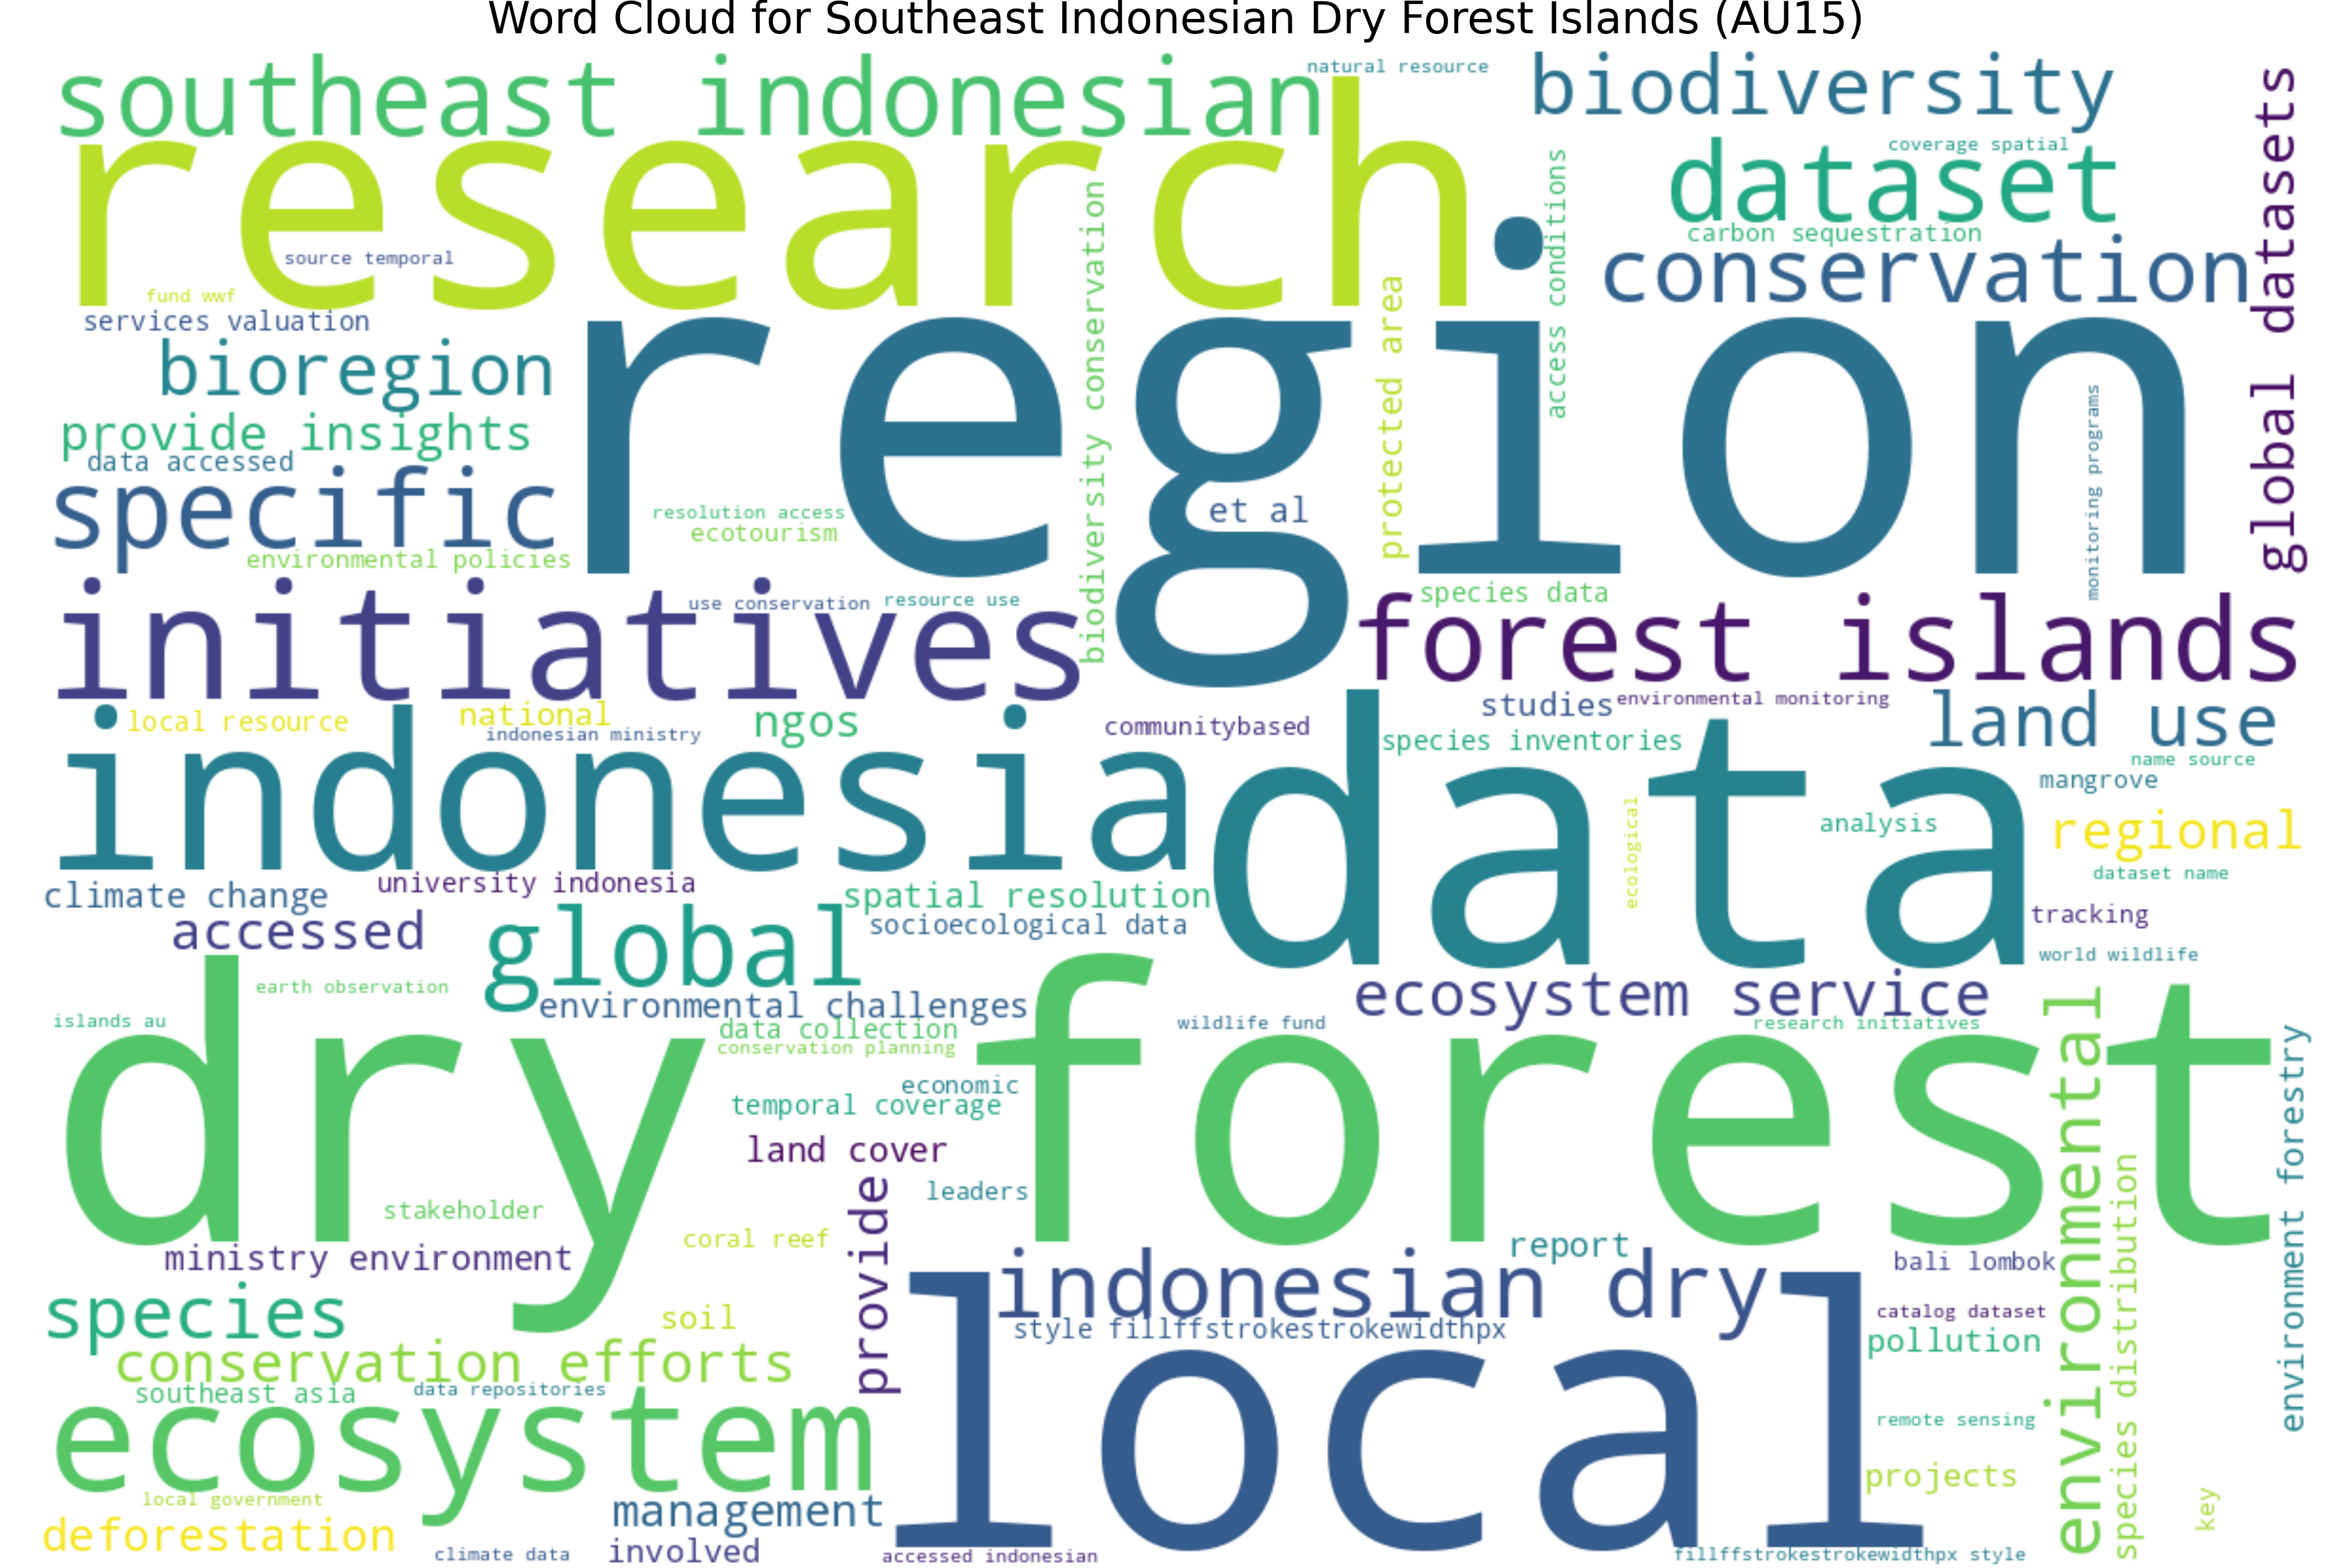 Word Cloud for Southeast Indonesian Dry Forest Islands (AU15)
southeast indonesian
natural resource
biodiversity
research
coverage spatial
dataset
global datasets
carbon sequestration
conservation
access conditions
source temporal
fund wwf
services valuation
biodiversity conservation
protected area
region
bioregion
provide insights
data accessed
specific
resolution access
ecotourism
et al
monitoring programs
environmental policies
initiatives
use conservation
resource use
species data
forest islands
local resource
national
indonesian ministry
ngos
communitybased
studies
environmental monitoring
land use
indonesia
data
species inventories
name source
mangrove
ecological
analysis
regional
dataset name
climate change
university indonesia
spatial resolution
accessed
global
socioecological data
tracking
world wildlife
earth observation
environmental challenges
ecosystem service
islands au
dry
data collection
conservation planning
forest
wildlife fund
research initiatives
environmental
environment forestry
economic
temporal coverage
land cover
leaders
provide
stakeholder
coral reef
ministry environment
report
indonesian dry
bali lombok
species distribution
species
soil
style fillffstrokestrokewidthpx
catalog dataset
pollution
conservation efforts
southeast asia
data repositories
ecosystem
local
remote sensing
projects
key
local government
management
deforestation
climate data
involved
accessed indonesian
fillffstrokestrokewidthpx style